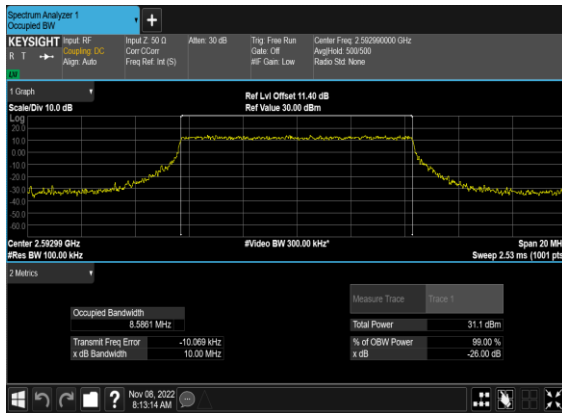 Spectrum Analyzer 1
Occupied BW
KEYSIGHT
R T
LXI
Input: RF
Coupling: DC
Align: Auto
Input Z: 50 Ω
Corr CCorr
Freq Ref: Int (S)
Atten: 30 dB
Trig: Free Run
Gate: Off
#IF Gain: Low
Center Freq: 2.592990000 GHz
Avg|Hold: 500/500
Radio Std: None
1 Graph
Scale/Div 10.0 dB
Ref Lvl Offset 11.40 dB
Ref Value 30.00 dBm
Log
20.0
10.0
0.00
-10.0
-20.0
-30.0
-40.0
-50.0
-60.0
Center 2.59299 GHz
#Video BW 300.00 kHz*
Span 20 MH
#Res BW 100.00 kHz
Sweep 2.53 ms (1001 pts
2 Metrics
Measure Trace
Trace 1
Occupied Bandwidth
8.5861 MHz
Total Power
31.1 dBm
Transmit Freq Error
-10.069 kHz
% of OBW Power
99.00 %
x dB Bandwidth
10.00 MHz
x dB
-26.00 dB
?
Nov 08, 2022
8:13:14 AM